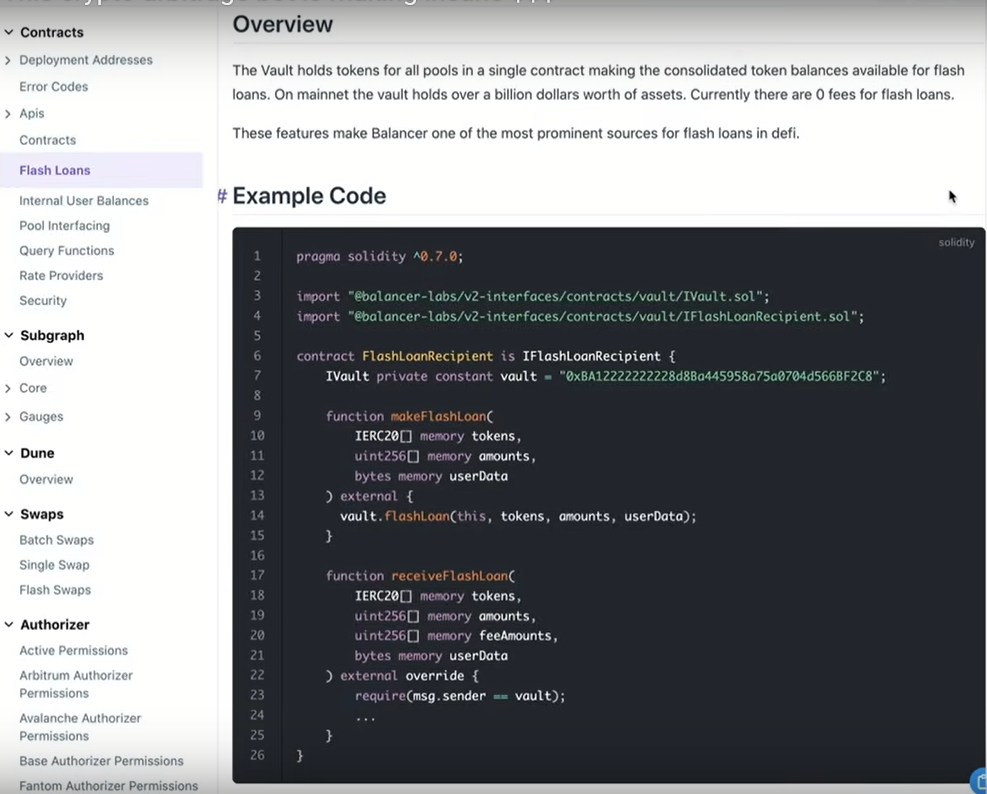 Contracts
Deployment Addresses
Error Codes
Apis
Contracts
Flash Loans
Internal User Balances
Pool Interfacing
Query Functions
Rate Providers
Security
Subgraph
Overview
Core
Gauges
Dune
Overview
Swaps
Batch Swaps
Single Swap
Flash Swaps
Authorizer
Active Permissions
Arbitrum Authorizer
Permissions
Avalanche Authorizer
Permissions
Base Authorizer Permissions
Fantom Authorizer Permissions
Overview
The Vault holds tokens for all pools in a single contract making the consolidated token balances available for flash
loans. On mainnet the vault holds over a billion dollars worth of assets. Currently there are 0 fees for flash loans.
These features make Balancer one of the most prominent sources for flash loans in defi.
# Example Code
solidity
1 pragma solidity ^0.7.0;
2
3 import "@balancer-labs/v2-interfaces/contracts/vault/IVault.sol";
4 import "@balancer-labs/v2-interfaces/contracts/vault/IFlashLoanRecipient.sol";
5
6 contract FlashLoanRecipient is IFlashLoanRecipient {
7 IVault private constant vault = "0xBA12222222228d8Ba445958a75a0704d566BF2C8";
8
9 function makeFlashLoan(
10 IERC20[] memory tokens,
11 uint256[] memory amounts,
12 bytes memory userData
13 ) external {
14 vault.flashLoan(this, tokens, amounts, userData);
15 }
16
17 function receiveFlashLoan(
18 IERC20[] memory tokens,
19 uint256[] memory amounts,
20 uint256[] memory feeAmounts,
21 bytes memory userData
22 ) external override {
23 require(msg.sender == vault);
24 ...
25 }
26 }